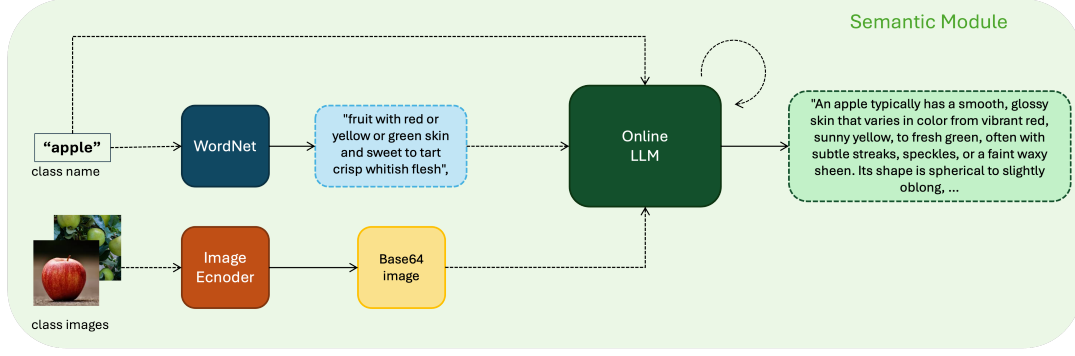 Semantic Module
“apple”
class name
WordNet
"fruit with red or
yellow or green skin
and sweet to tart
crisp whitish flesh",
Online
LLM
"An apple typically has a smooth, glossy
skin that varies in color from vibrant red,
sunny yellow, to fresh green, often with
subtle streaks, speckles, or a faint waxy
sheen. Its shape is spherical to slightly
oblong, ...
class images
Image
Ecnoder
Base64
image